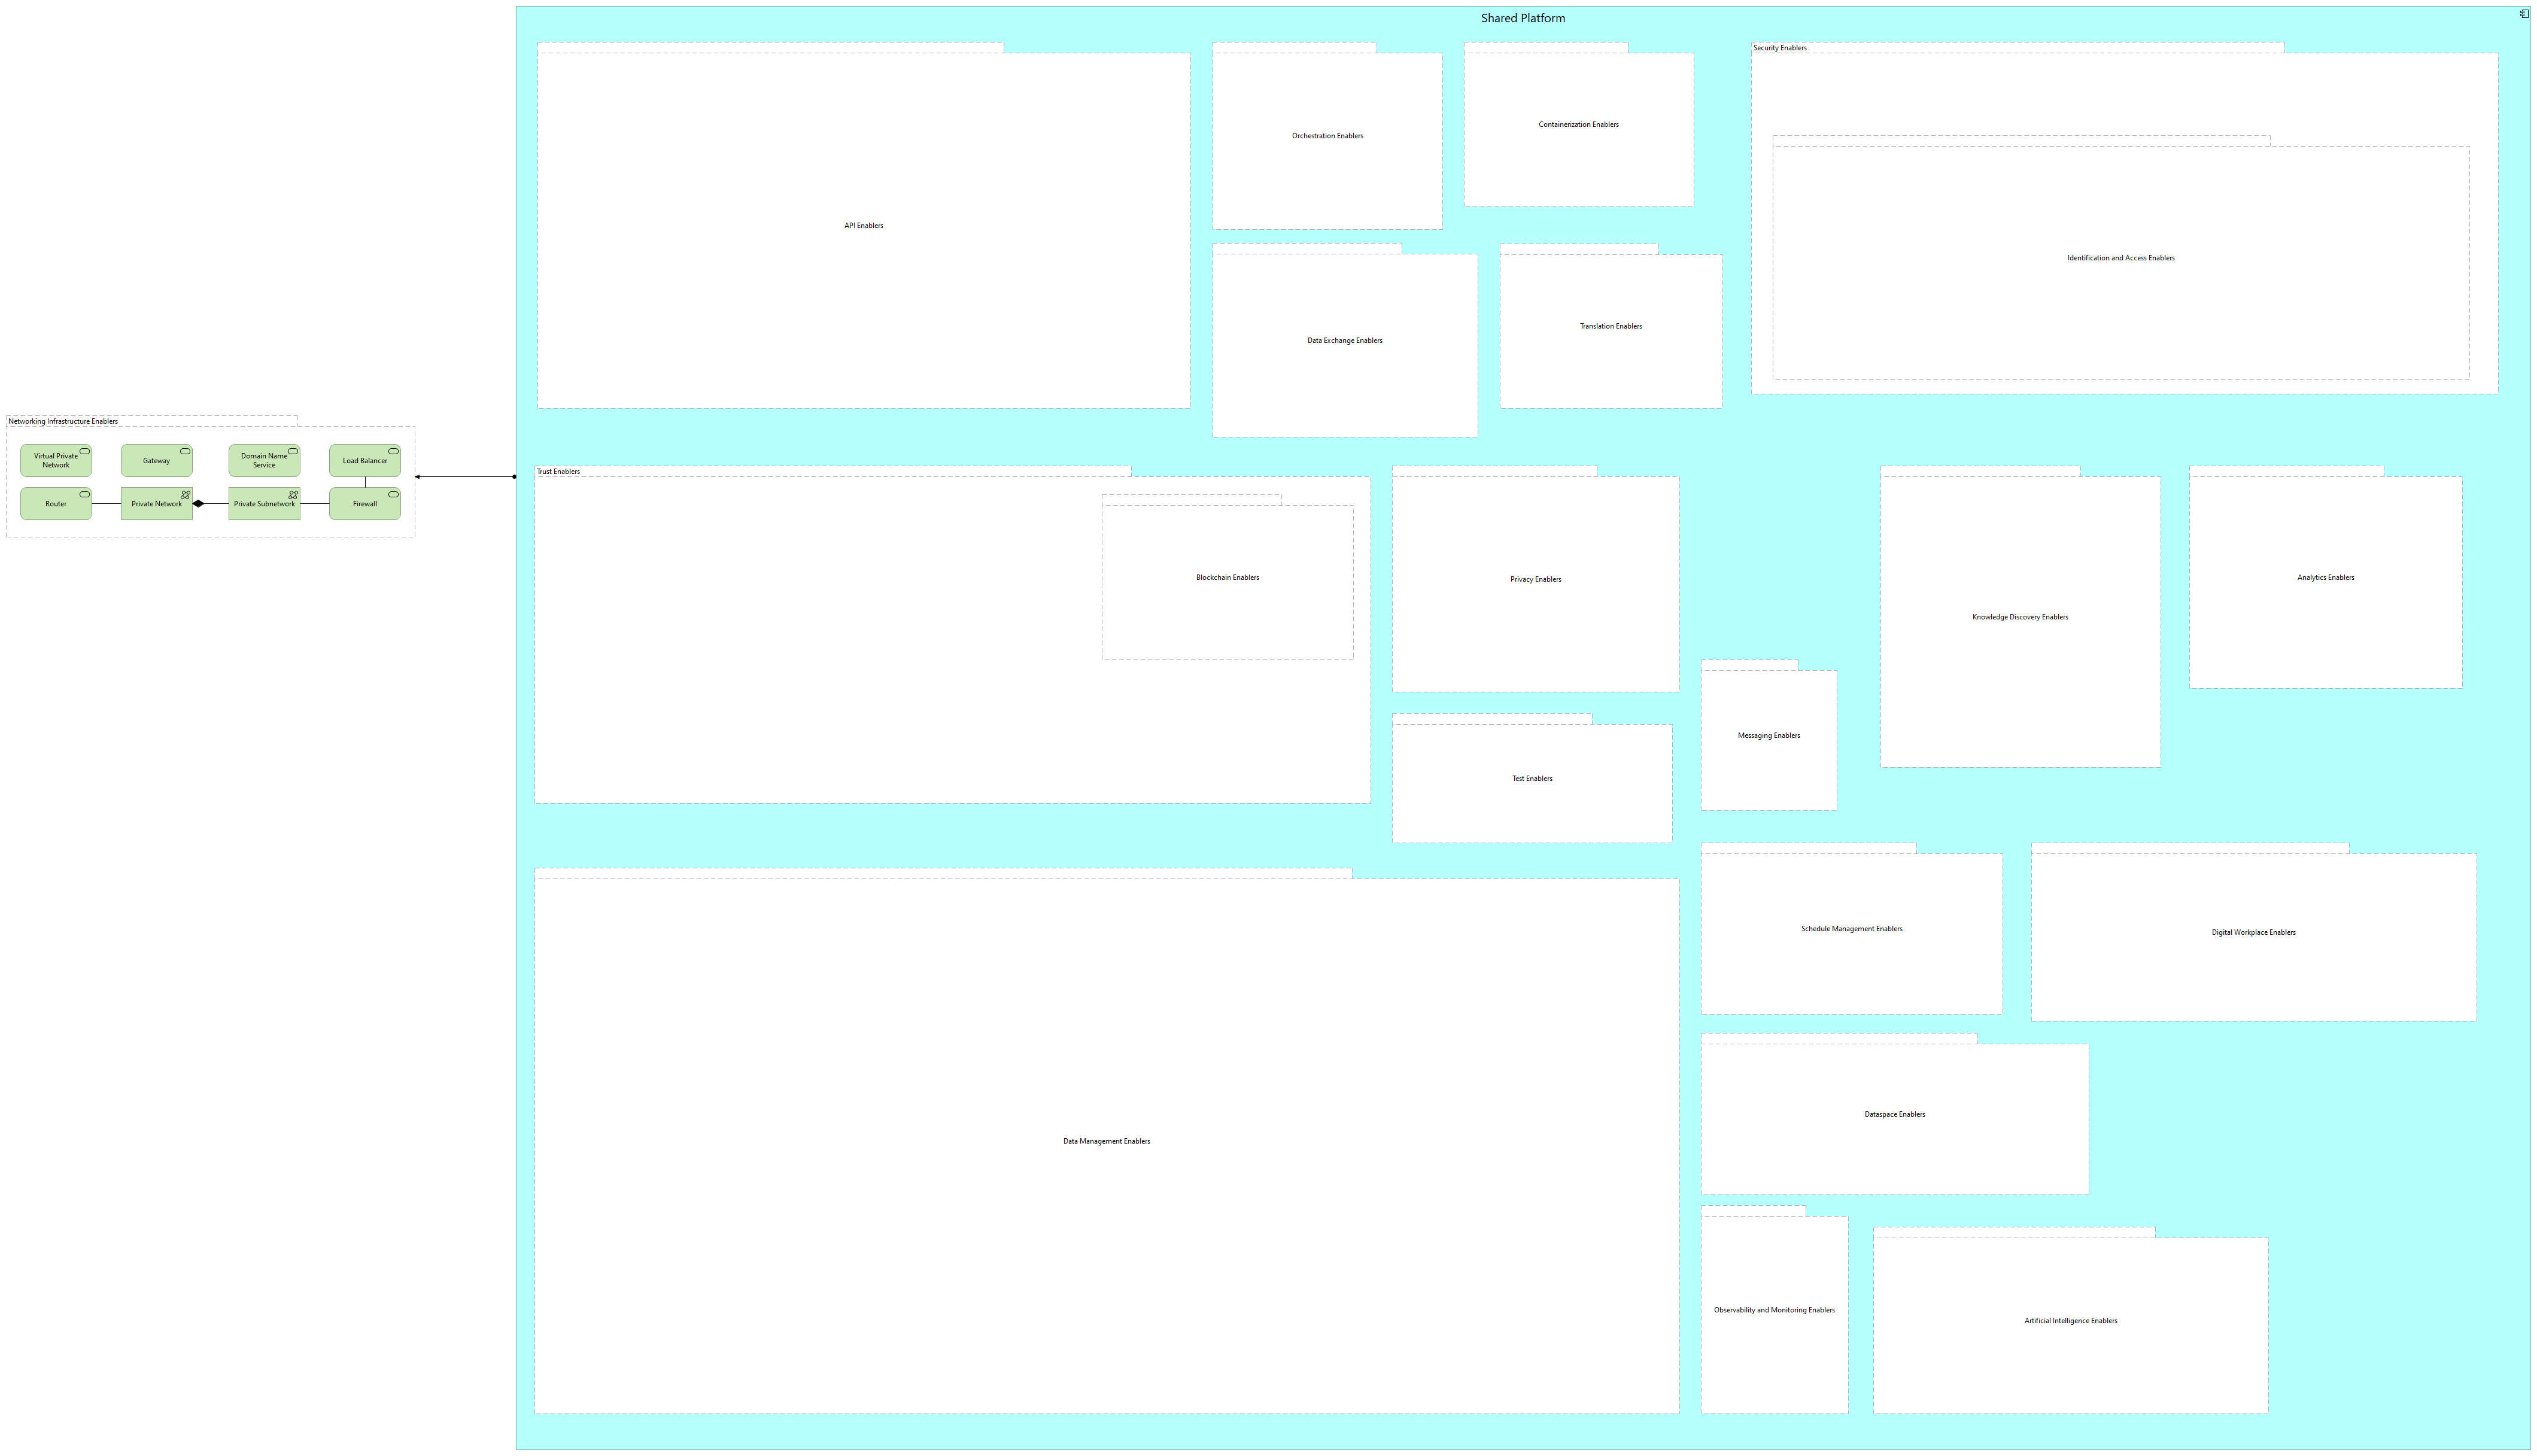 Shared Platform
Security Enablers
Containerization Enablers
Orchestration Enablers
API Enablers
Identification and Access Enablers
Translation Enablers
Data Exchange Enablers
Networking Infrastructure Enablers
Virtual Private
Network
Gateway
Domain Name
Service
Load Balancer
Router
Private Network
Private Subnetwork
Firewall
Trust Enablers
Blockchain Enablers
Privacy Enablers
Knowledge Discovery Enablers
Analytics Enablers
Messaging Enablers
Test Enablers
Schedule Management Enablers
Digital Workplace Enablers
Data Management Enablers
Dataspace Enablers
Observability and Monitoring Enablers
Artificial Intelligence Enablers